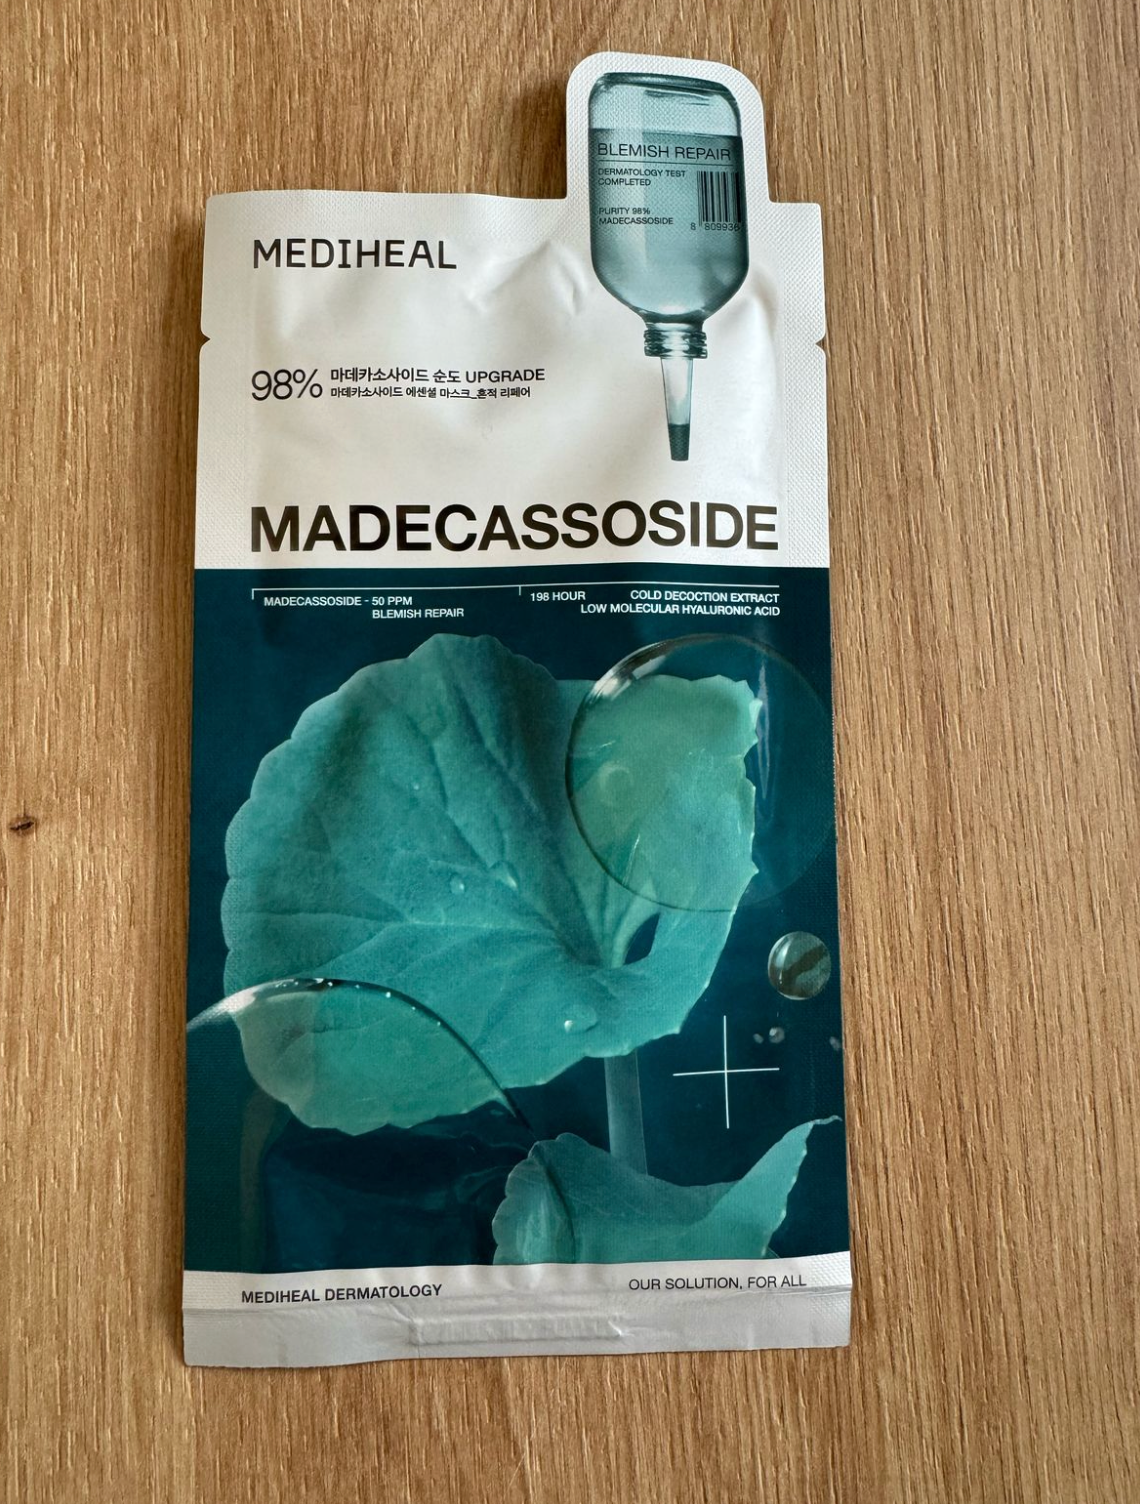 BLEMISH REPAIR
DERMATOLOGY TEST
COMPLETED
PURITY 98%
MADECASSOSIDE
8 809936
MEDIHEAL
98% 마데카소사이드 순도 UPGRADE
마데카소사이드 에센셜 마스크_흔적 리페어
MADECASSOSIDE
MADECASSOSIDE - 50 PPM
BLEMISH REPAIR
198 HOUR COLD DECOCTION EXTRACT
LOW MOLECULAR HYALURONIC ACID
MEDIHEAL DERMATOLOGY
OUR SOLUTION, FOR ALL